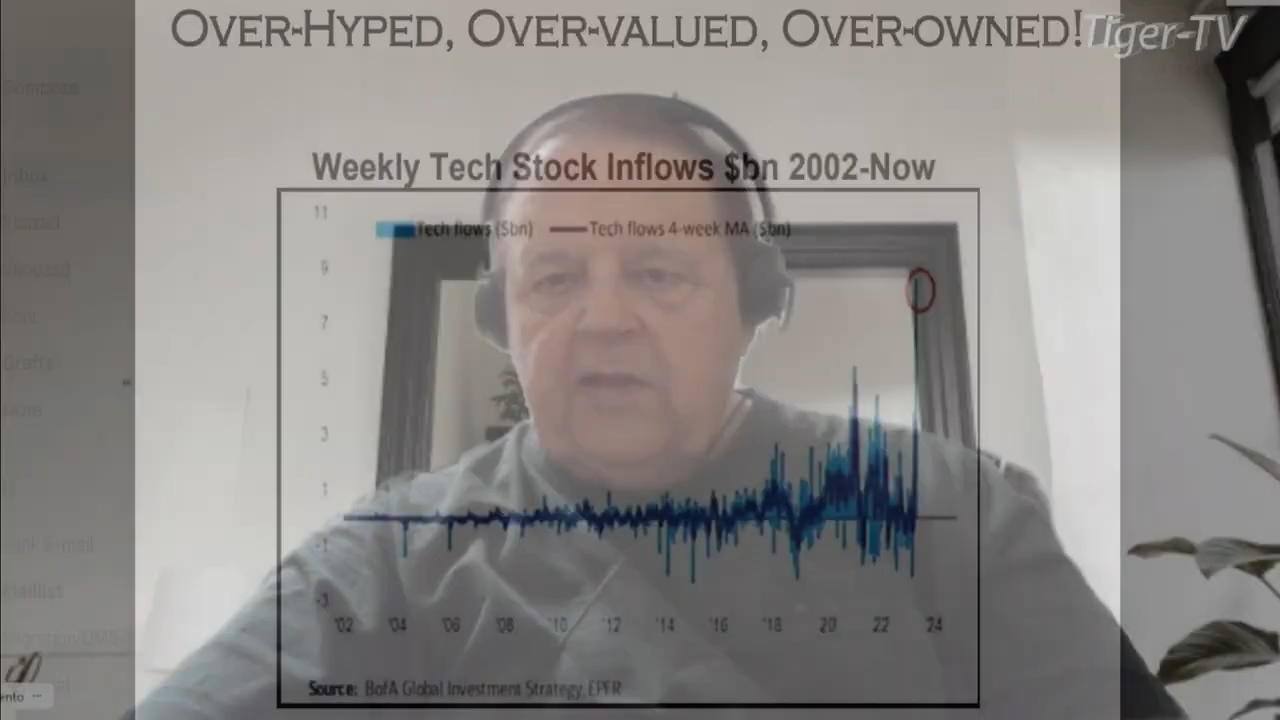 Over-Hyped, Over-valued, Over-owned!
Tiger-TV
Weekly Tech Stock Inflows $bn 2002-Now
11
Tech flows ($bn)
Tech flows 4-week MA ($bn)
9
7
5
3
1
-1
-3
'02 '04 '06 '08 '10 '12 '14 '16 '18 20 22 24
Source: BofA Global Investment Strategy, EPFR
Inbox
Drafts